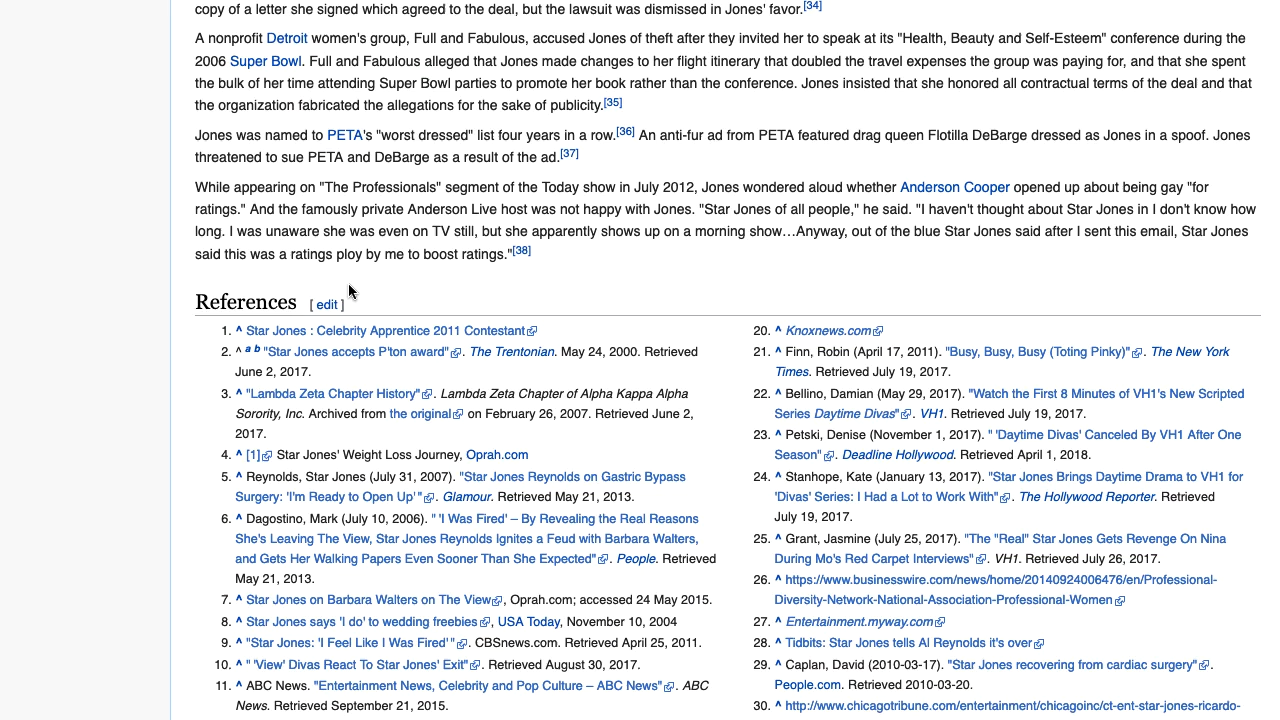 copy of a letter she signed which agreed to the deal, but the lawsuit was dismissed in Jones' favor.[34]
A nonprofit Detroit women's group, Full and Fabulous, accused Jones of theft after they invited her to speak at its "Health, Beauty and Self-Esteem" conference during the
2006 Super Bowl. Full and Fabulous alleged that Jones made changes to her flight itinerary that doubled the travel expenses the group was paying for, and that she spent
the bulk of her time attending Super Bowl parties to promote her book rather than the conference. Jones insisted that she honored all contractual terms of the deal and that
the organization fabricated the allegations for the sake of publicity.[35]
Jones was named to PETA's "worst dressed" list four years in a row.[36] An anti-fur ad from PETA featured drag queen Flotilla DeBarge dressed as Jones in a spoof. Jones
threatened to sue PETA and DeBarge as a result of the ad.[37]
While appearing on "The Professionals" segment of the Today show in July 2012, Jones wondered aloud whether Anderson Cooper opened up about being gay "for
ratings." And the famously private Anderson Live host was not happy with Jones. "Star Jones of all people," he said. "I haven't thought about Star Jones in I don't know how
long. I was unaware she was even on TV still, but she apparently shows up on a morning show…Anyway, out of the blue Star Jones said after I sent this email, Star Jones
said this was a ratings ploy by me to boost ratings."[38]
References [ edit ]
1. ^ Star Jones : Celebrity Apprentice 2011 Contestant
2. ^ a b "Star Jones accepts P'ton award". The Trentonian. May 24, 2000. Retrieved
June 2, 2017.
3. ^ "Lambda Zeta Chapter History". Lambda Zeta Chapter of Alpha Kappa Alpha
Sorority, Inc. Archived from the original on February 26, 2007. Retrieved June 2,
2017.
4. ^ [1] Star Jones' Weight Loss Journey, Oprah.com
5. ^ Reynolds, Star Jones (July 31, 2007). "Star Jones Reynolds on Gastric Bypass
Surgery: 'I'm Ready to Open Up' ". Glamour. Retrieved May 21, 2013.
6. ^ Dagostino, Mark (July 10, 2006). " 'I Was Fired' – By Revealing the Real Reasons
She's Leaving The View, Star Jones Reynolds Ignites a Feud with Barbara Walters,
and Gets Her Walking Papers Even Sooner Than She Expected". People. Retrieved
May 21, 2013.
7. ^ Star Jones on Barbara Walters on The View, Oprah.com; accessed 24 May 2015.
8. ^ Star Jones says 'I do' to wedding freebies, USA Today, November 10, 2004
9. ^ "Star Jones: 'I Feel Like I Was Fired' ". CBSnews.com. Retrieved April 25, 2011.
10. ^ " 'View' Divas React To Star Jones' Exit". Retrieved August 30, 2017.
11. ^ ABC News. "Entertainment News, Celebrity and Pop Culture – ABC News". ABC
News. Retrieved September 21, 2015.
20. ^ Knoxnews.com
21. ^ Finn, Robin (April 17, 2011). "Busy, Busy, Busy (Toting Pinky)". The New York
Times. Retrieved July 19, 2017.
22. ^ Bellino, Damian (May 29, 2017). "Watch the First 8 Minutes of VH1's New Scripted
Series Daytime Divas". VH1. Retrieved July 19, 2017.
23. ^ Petski, Denise (November 1, 2017). " 'Daytime Divas' Canceled By VH1 After One
Season". Deadline Hollywood. Retrieved April 1, 2018.
24. ^ Stanhope, Kate (January 13, 2017). "Star Jones Brings Daytime Drama to VH1 for
'Divas' Series: I Had a Lot to Work With". The Hollywood Reporter. Retrieved
July 19, 2017.
25. ^ Grant, Jasmine (July 25, 2017). "The "Real" Star Jones Gets Revenge On Nina
During Mo's Red Carpet Interviews". VH1. Retrieved July 26, 2017.
26. ^ https://www.businesswire.com/news/home/20140924006476/en/Professional-
Diversity-Network-National-Association-Professional-Women
27. ^ Entertainment.myway.com
28. ^ Tidbits: Star Jones tells Al Reynolds it's over
29. ^ Caplan, David (2010-03-17). "Star Jones recovering from cardiac surgery".
People.com. Retrieved 2010-03-20.
30. ^ http://www.chicagotribune.com/entertainment/chicagoinc/ct-ent-star-jones-ricardo-